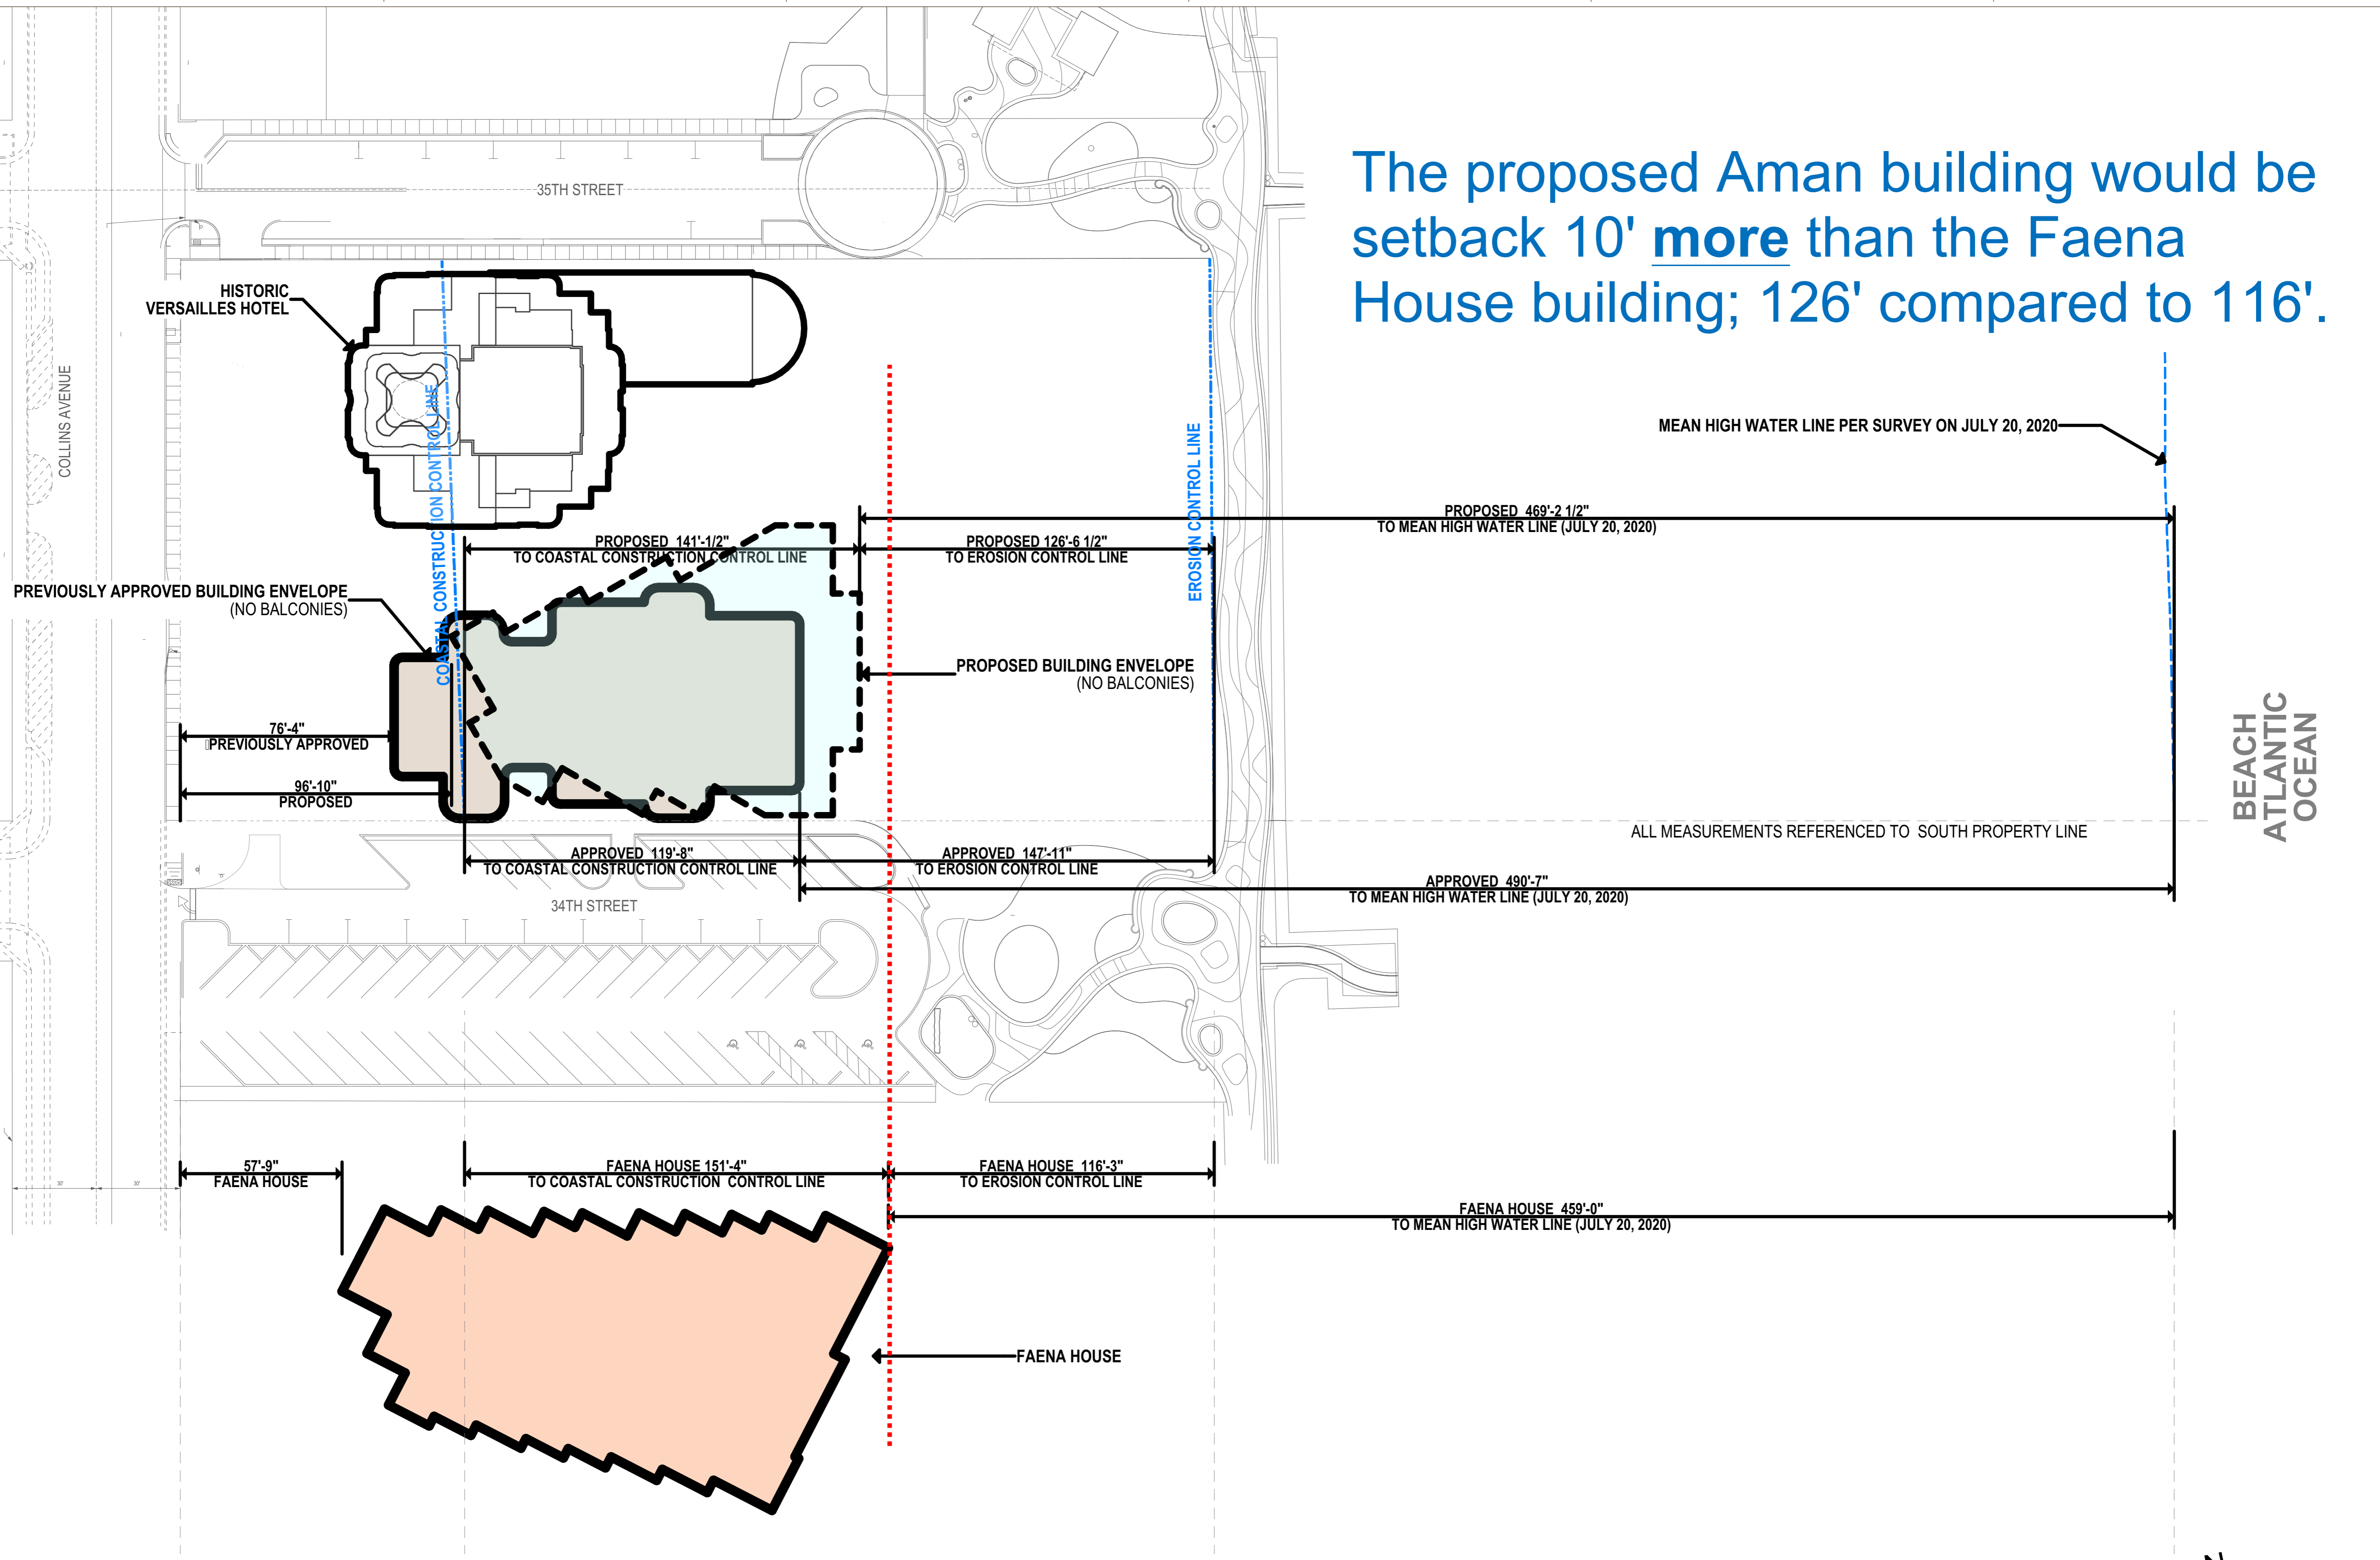 The proposed Aman building would be
setback 10' more than the Faena
House building; 126' compared to 116'.
35TH STREET
HISTORIC
VERSAILLES HOTEL
COLLINS AVENUE
COASTAL CONSTRUCTION CONTROL LINE
EROSION CONTROL LINE
MEAN HIGH WATER LINE PER SURVEY ON JULY 20, 2020
PROPOSED 469'-2 1/2"
TO MEAN HIGH WATER LINE (JULY 20, 2020)
PROPOSED 141'-1/2"
TO COASTAL CONSTRUCTION CONTROL LINE
PROPOSED 126'-6 1/2"
TO EROSION CONTROL LINE
PREVIOUSLY APPROVED BUILDING ENVELOPE
(NO BALCONIES)
PROPOSED BUILDING ENVELOPE
(NO BALCONIES)
76'-4"
PREVIOUSLY APPROVED
96'-10"
PROPOSED
BEACH
ATLANTIC
OCEAN
ALL MEASUREMENTS REFERENCED TO SOUTH PROPERTY LINE
APPROVED 119'-8"
TO COASTAL CONSTRUCTION CONTROL LINE
APPROVED 147'-11"
TO EROSION CONTROL LINE
APPROVED 490'-7"
TO MEAN HIGH WATER LINE (JULY 20, 2020)
34TH STREET
57'-9"
FAENA HOUSE
FAENA HOUSE 151'-4"
TO COASTAL CONSTRUCTION CONTROL LINE
FAENA HOUSE 116'-3"
TO EROSION CONTROL LINE
30'
30'
FAENA HOUSE 459'-0"
TO MEAN HIGH WATER LINE (JULY 20, 2020)
FAENA HOUSE